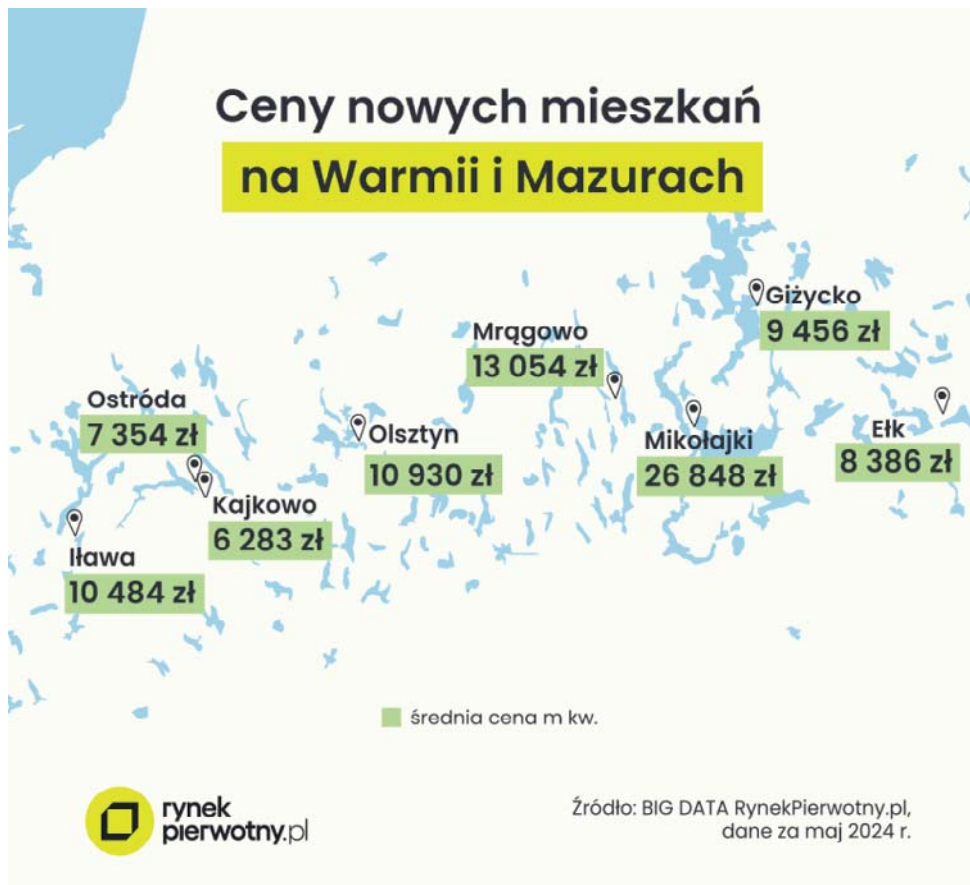 Ceny nowych mieszkań
na Warmii i Mazurach
Giżycko
9 456 zł
Mrągowo
13 054 zł
Ostróda
7 354 zł
Olsztyn
10 930 zł
Mikołajki
26 848 zł
Ełk
8 386 zł
Kajkowo
6 283 zł
Iława
10 484 zł
średnia cena m kw.
rynek
pierwotny.pl
Źródło: BIG DATA RynekPierwotny.pl,
dane za maj 2024 r.